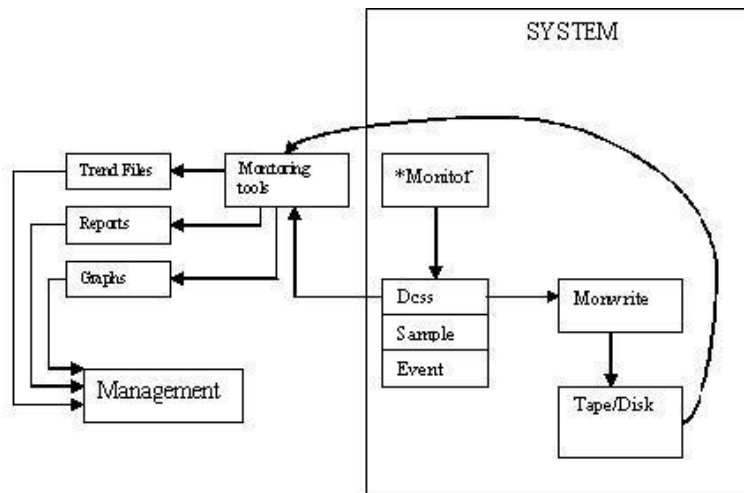 SYSTEM
Trend Files
Monitoring
tools
*Monitor
Reports
Graphs
Dcss
Monwrite
Sample
Event
Management
Tape/Disk